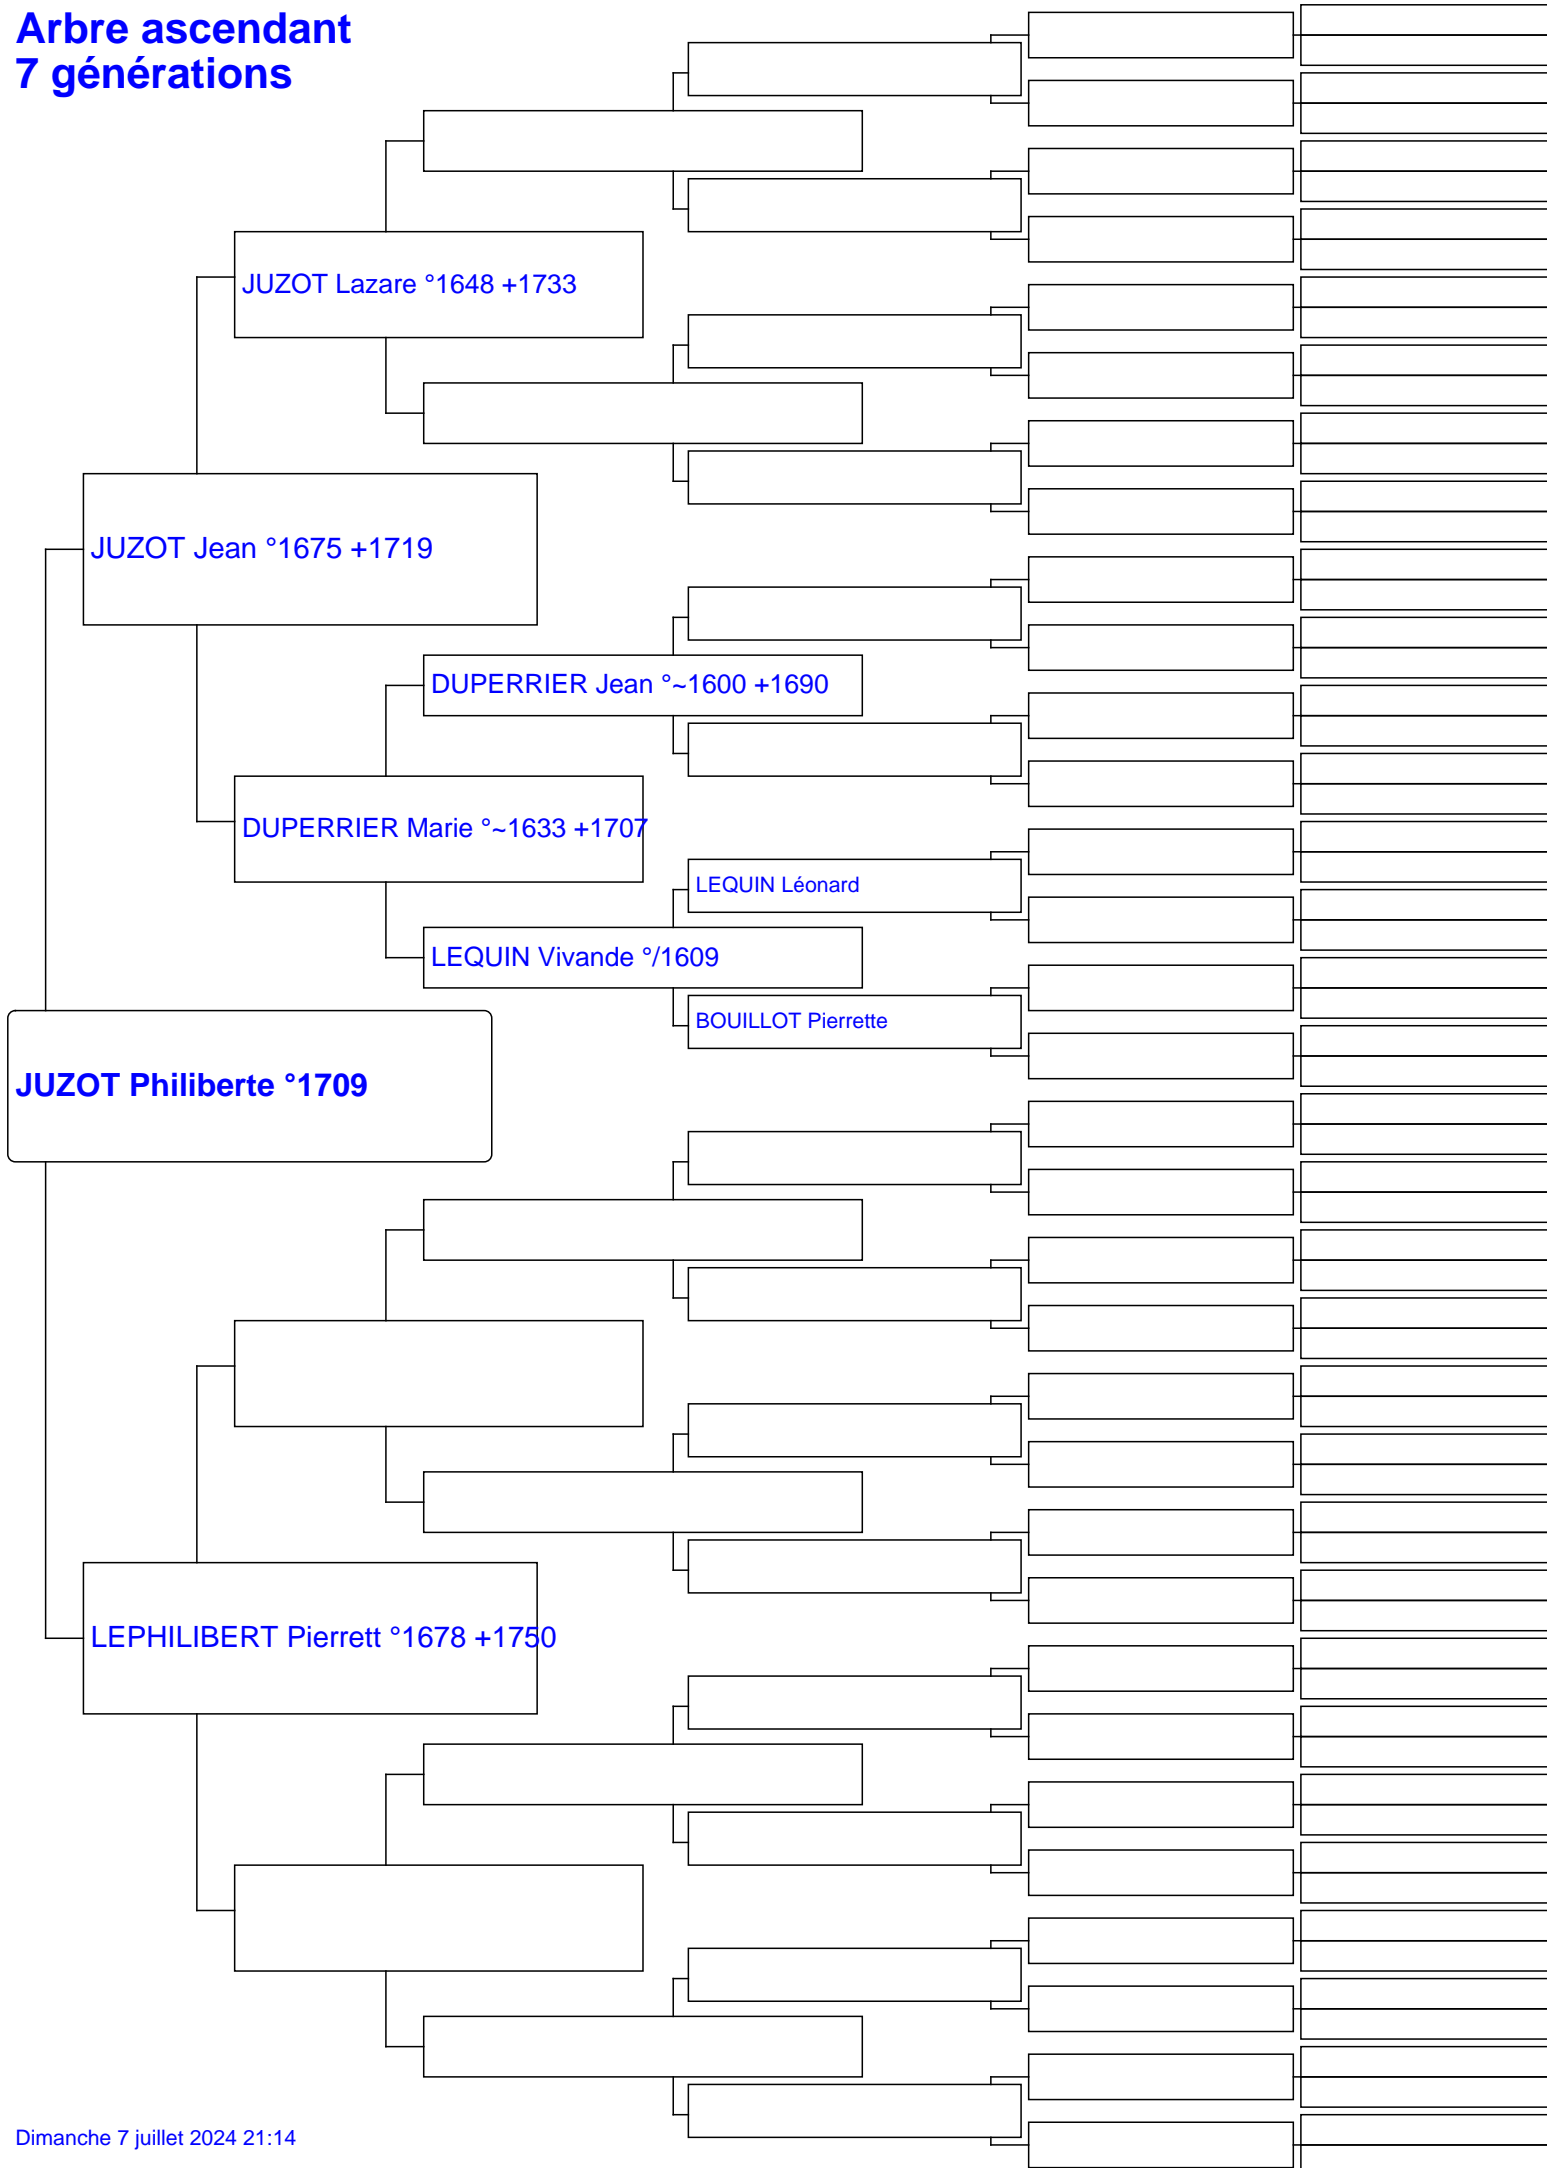 Arbre ascendant
7 générations
JUZOT Lazare °1648 +1733
JUZOT Jean °1675 +1719
DUPERRIER Jean °~1600 +1690
DUPERRIER Marie °~1633 +1707
LEQUIN Léonard
LEQUIN Vivande °/1609
BOUILLOT Pierrette
JUZOT Philiberte °1709
LEPHILIBERT Pierrett °1678 +1750
Dimanche 7 juillet 2024 21:14